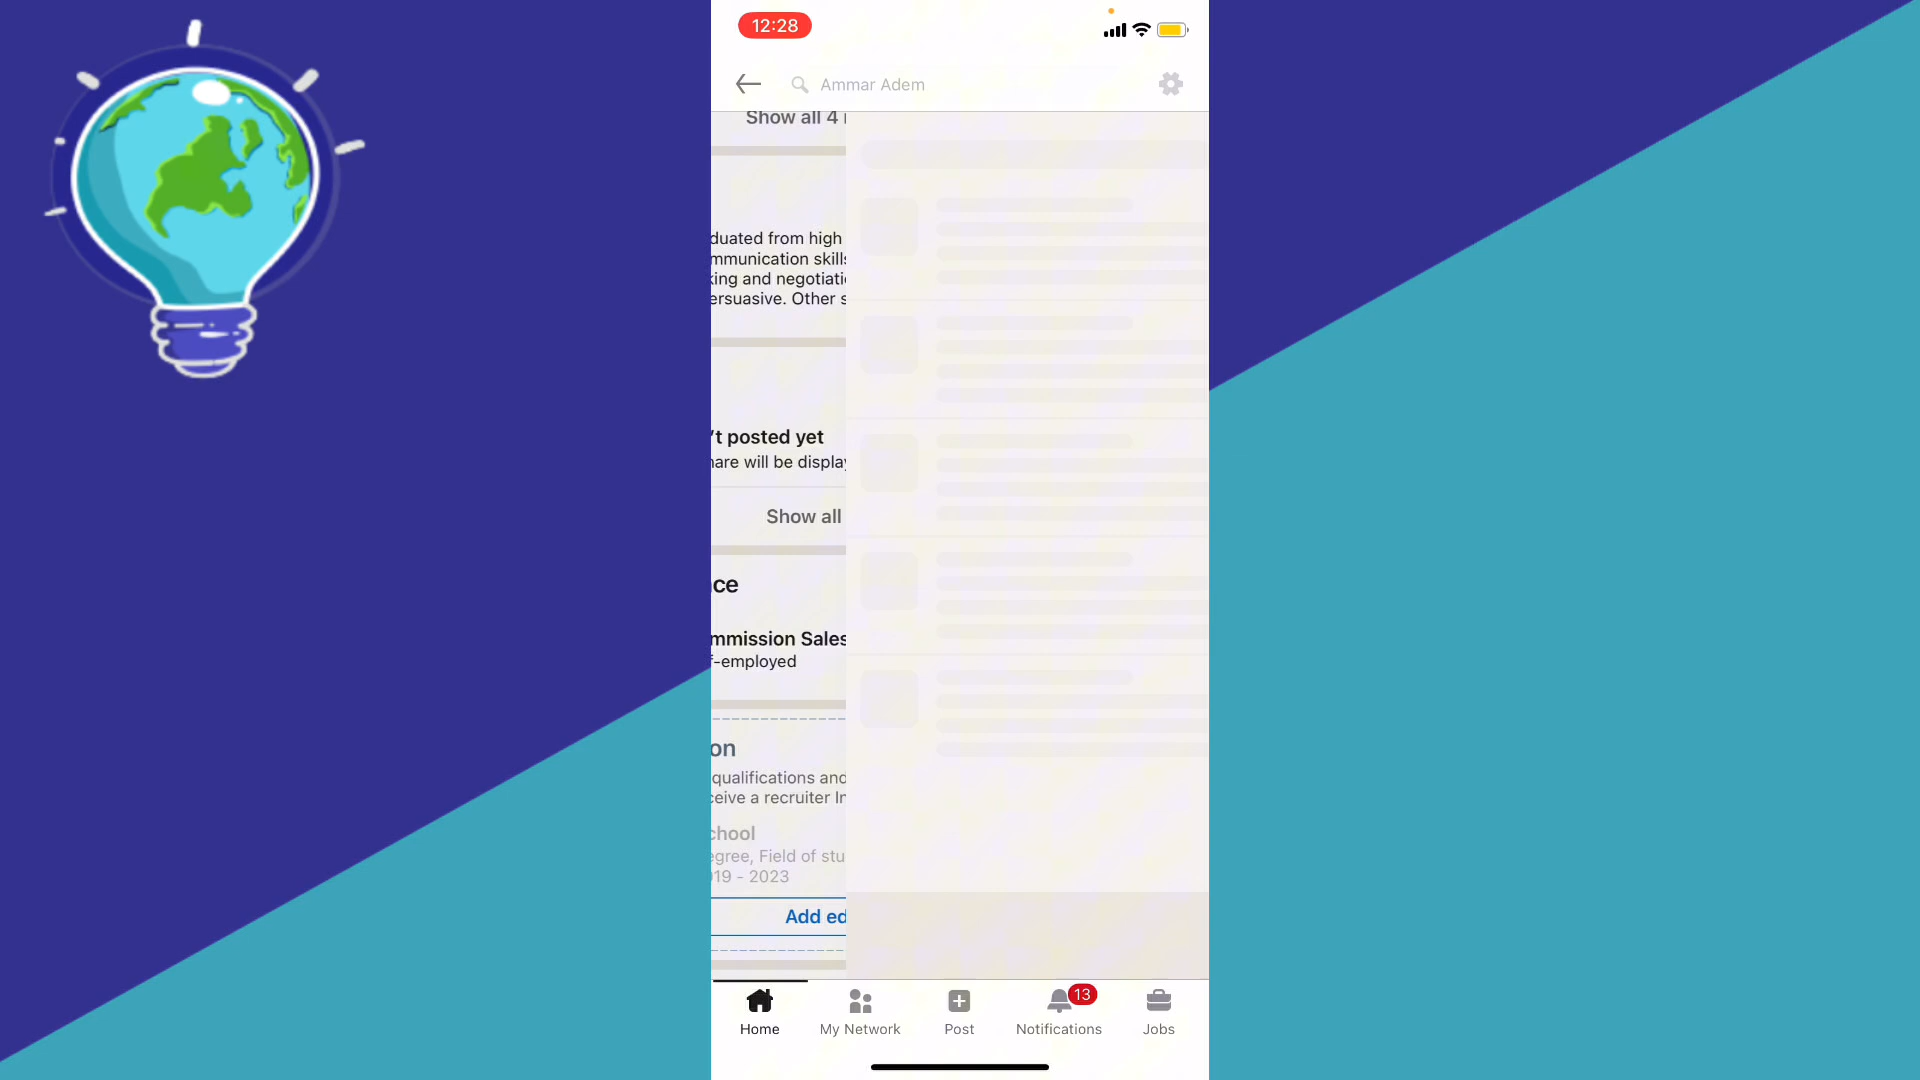 12:28
Ammar Adem
Show all 4
duated from high
mmunication skills
king and negotiati
ersuasive. Other s
't posted yet
hare will be display
Show all
ce
mmission Sales
f-employed
on
qualifications and
ceive a recruiter In
chool
egree, Field of stu
19 - 2023
Add ed
Home
My Network
Post
13
Notifications
Jobs